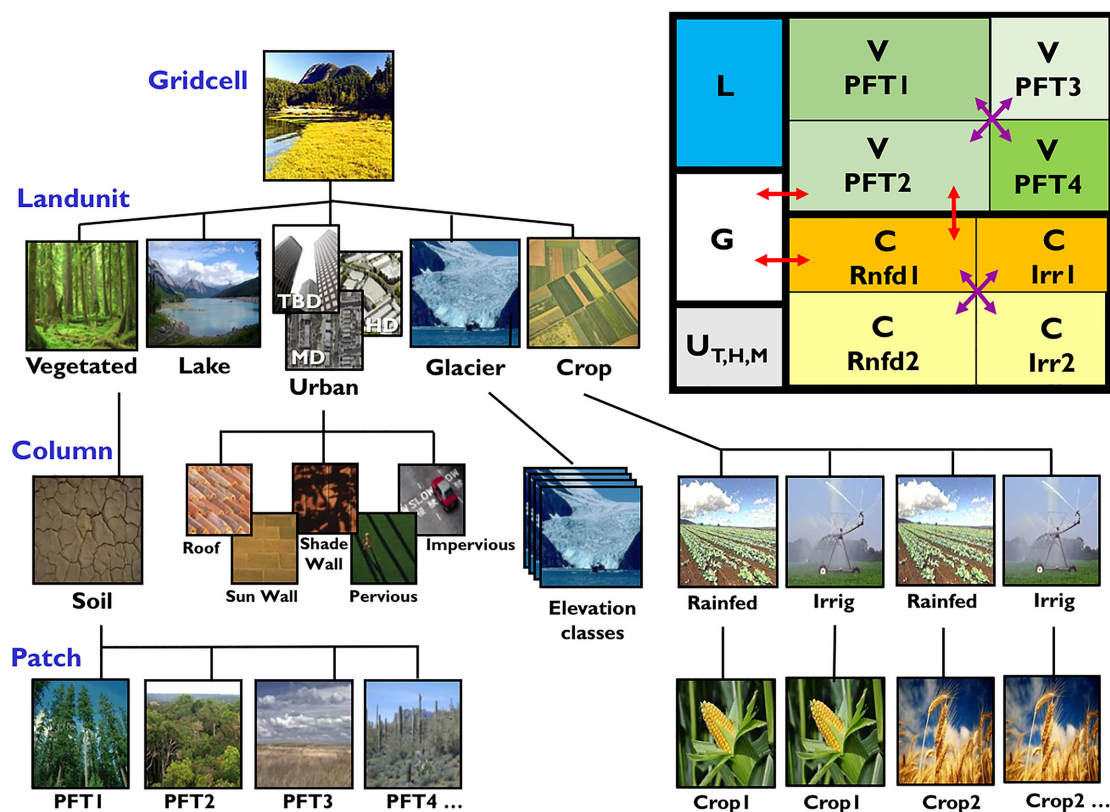 Gridcell
Landunit
L
V
PFT1
V
PFT3
V
PFT2
V
PFT4
G
C
Rnfd1
C
Irr1
U T,H,M
C
Rnfd2
C
Irr2
TBD
HD
MD
Vegetated
Lake
Urban
Glacier
Crop
Column
SLOW
Roof
Shade
Wall
Impervious
Sun Wall
Pervious
Soil
Elevation
classes
Rainfed
Irrig
Rainfed
Irrig
Patch
PFT1
PFT2
PFT3
PFT4 ...
Crop1
Crop1
Crop2
Crop2 ...